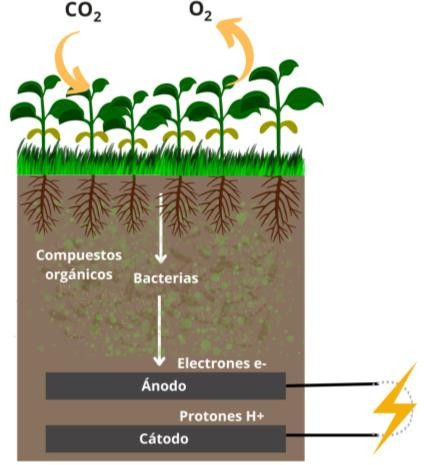 CO₂
O₂
Compuestos
orgánicos
Bacterias
Electrones e-
Ánodo
Protones H+
Cátodo